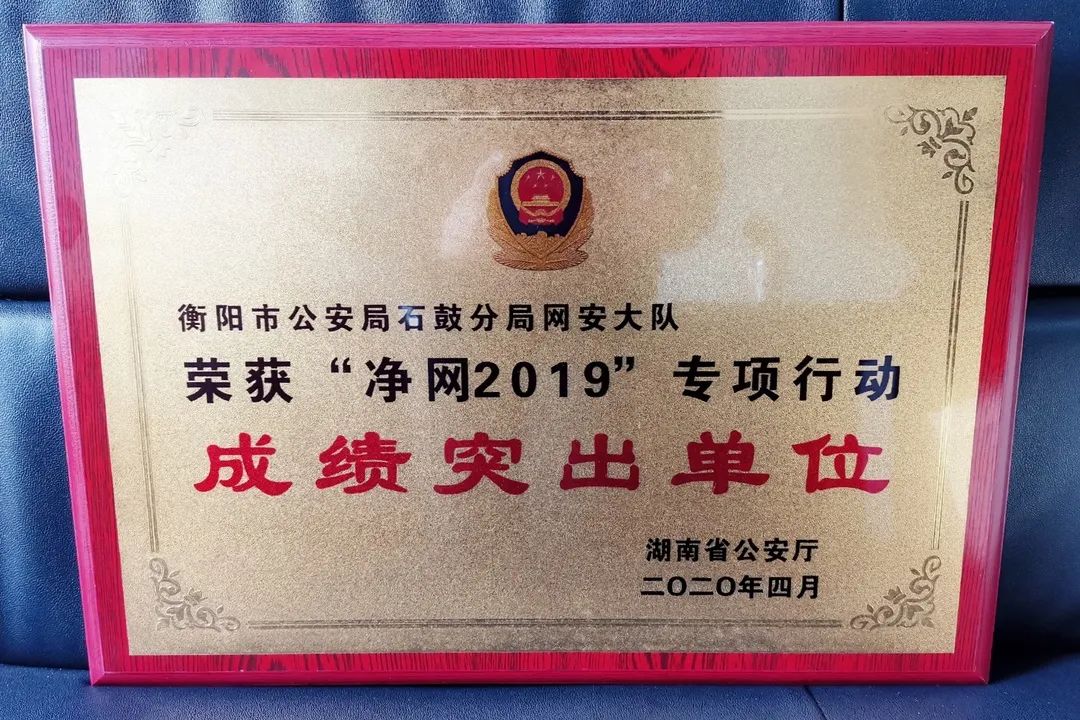 衡阳市公安局石鼓分局网安大队
荣获“净网2019”专项行动
成绩突出单位
湖南省公安厅
二〇二〇年四月